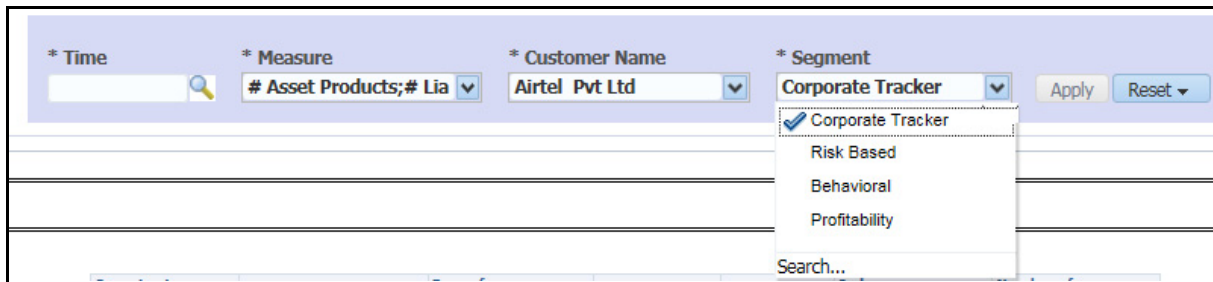 * Time * Measure * Customer Name * Segment
# Asset Products;# Lia Airtel Pvt Ltd Corporate Tracker Apply Reset
Corporate Tracker
Risk Based
Behavioral
Profitability
Search...